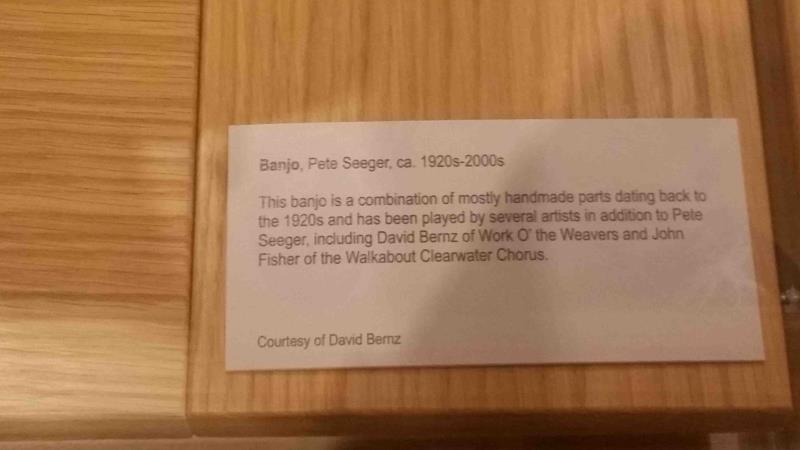 Banjo, Pete Seeger, ca. 1920s-2000s
This banjo is a combination of mostly handmade parts dating back to
the 1920s and has been played by several artists in addition to Pete
Seeger, including David Bernz of Work O' the Weavers and John
Fisher of the Walkabout Clearwater Chorus.
Courtesy of David Bernz